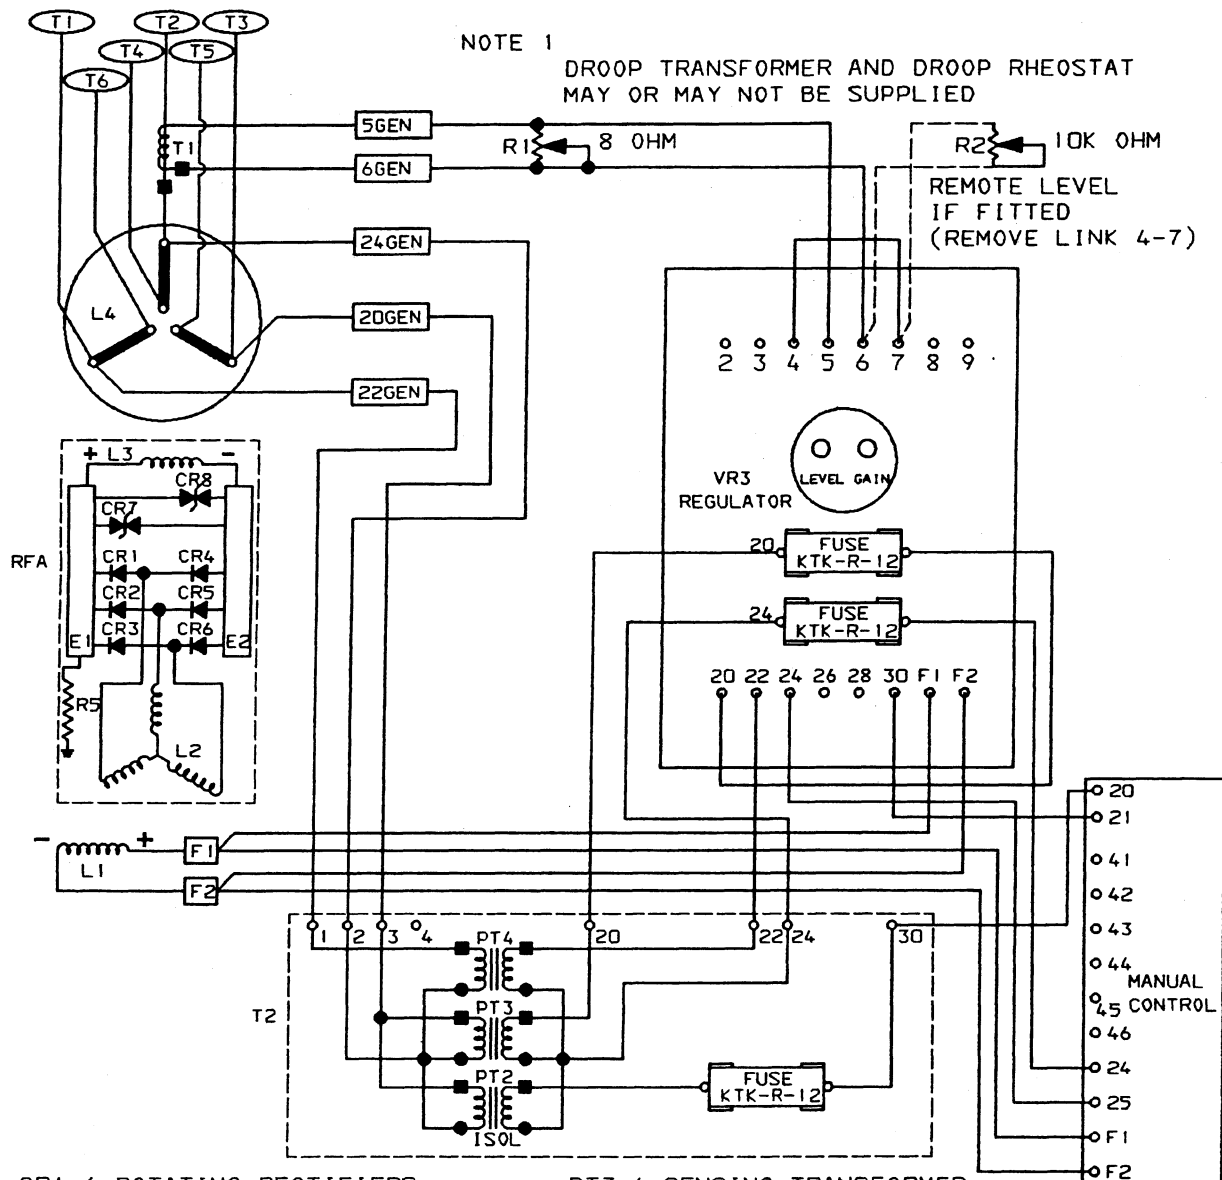 T1 T2 T3
T4 T5
T6
NOTE 1
DROOP TRANSFORMER AND DROOP RHEOSTAT
MAY OR MAY NOT BE SUPPLIED
5GEN
T1
R1
8 OHM
R2
10K OHM
6GEN
REMOTE LEVEL
IF FITTED
(REMOVE LINK 4-7)
24GEN
L4
20GEN
22GEN
2 3 4 5 6 7 8 9
+ L3 -
CR8
CR7
RFA
CR1 CR4
CR2 CR5
CR3 CR6
E1 E2
R5
L2
VR3
REGULATOR
LEVEL GAIN
20
FUSE
KTK-R-12
24
FUSE
KTK-R-12
20 22 24 26 28 30 F1 F2
- +
L1
F1
F2
20
21
41
42
43
44
45
46
24
25
F1
F2
MANUAL
CONTROL
1 2 3 4 20 22 24 30
PT4
PT3
T2
PT2
ISOL
FUSE
KTK-R-12